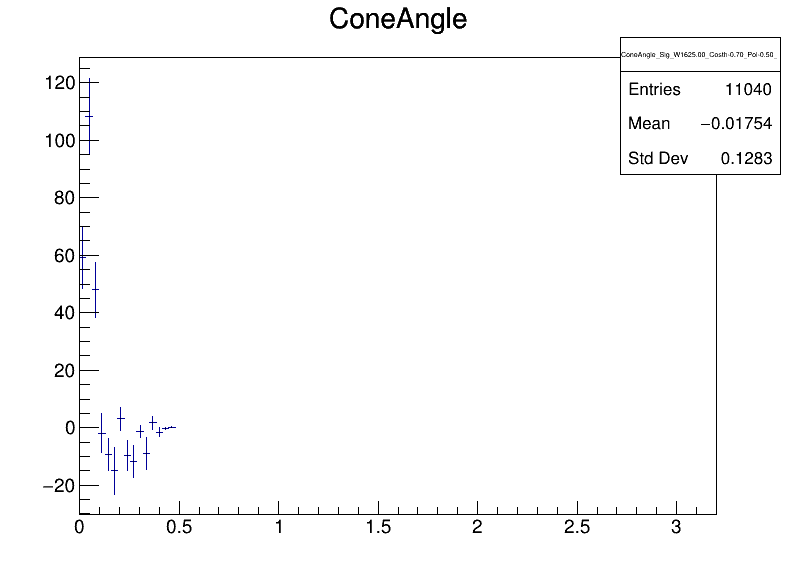 ConeAngle
ConeAngle_Sig_W1625.00_Costh-0.70_Pol-0.50_
Entries 11040
Mean −0.01754
Std Dev 0.1283
120
100
80
60
40
20
0
−20
0 0.5 1 1.5 2 2.5 3